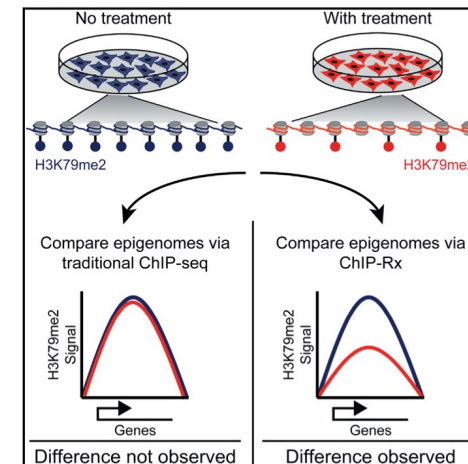 No treatment
With treatment
H3K79me2
H3K79me2
Compare epigenomes via
traditional ChIP-seq
Compare epigenomes via
ChIP-Rx
H3K79me2
Signal
Genes
H3K79me2
Signal
Genes
Difference not observed
Difference observed